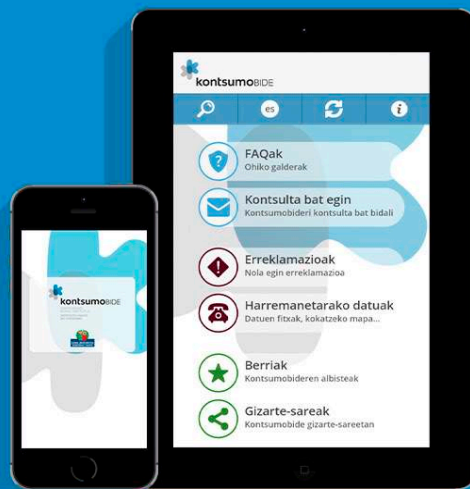 kontsumoBIDE
es
FAQak
Ohiko galderak
Kontsulta bat egin
Kontsumobideri kontsulta bat bidali
Erreklamazioak
Nola egin erreklamazioa
Harremanetarako datuak
Datuen fitxak, kokatzeko mapa...
Berriak
Kontsumobideren albisteak
Gizarte-sareak
Kontsumobide gizarte-sareetan
kontsumoBIDE